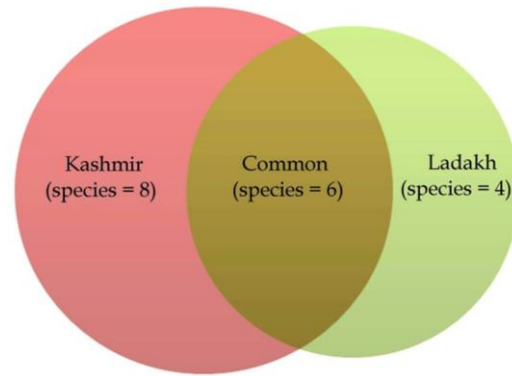 Kashmir
(species = 8)
Common
(species = 6)
Ladakh
(species = 4)